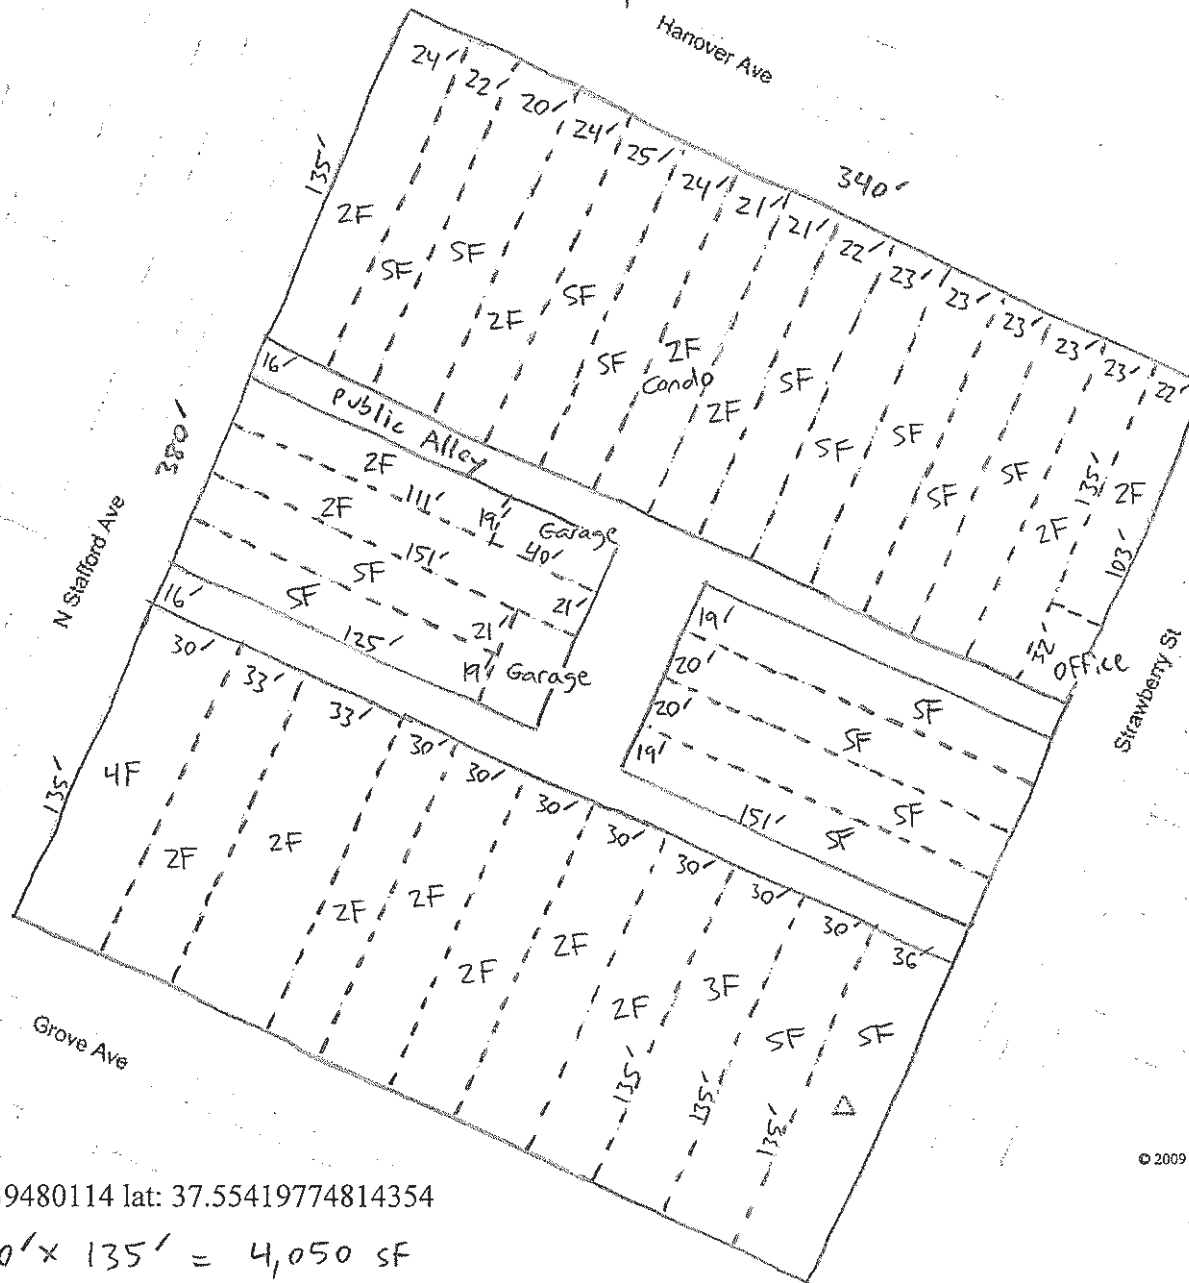 Hanover Ave
340'
24' 22' 20' 24' 25' 24' 21' 21' 22' 23' 23' 23' 23' 23' 22'
135'
2F SF SF 2F SF SF 2F Condo 2F SF SF SF SF SF 2F 2F
135'
103'
32' Office
16' Public Alley
380'
N Stafford Ave
Strawberry St
2F
111' 19' Garage
2F 40'
151'
SF 21'
SF 21'
125' 19' Garage
16'
19' SF
20' SF
20' SF
19' SF
151'
30' 33' 33' 30' 30' 30' 30' 30' 30' 30' 36'
135'
4F 2F 2F 2F 2F 2F 2F 2F 3F SF SF
135' 135' 135'
Grove Ave
© 2009
9480114 lat: 37.55419774814354
0' × 135' = 4,050 SF